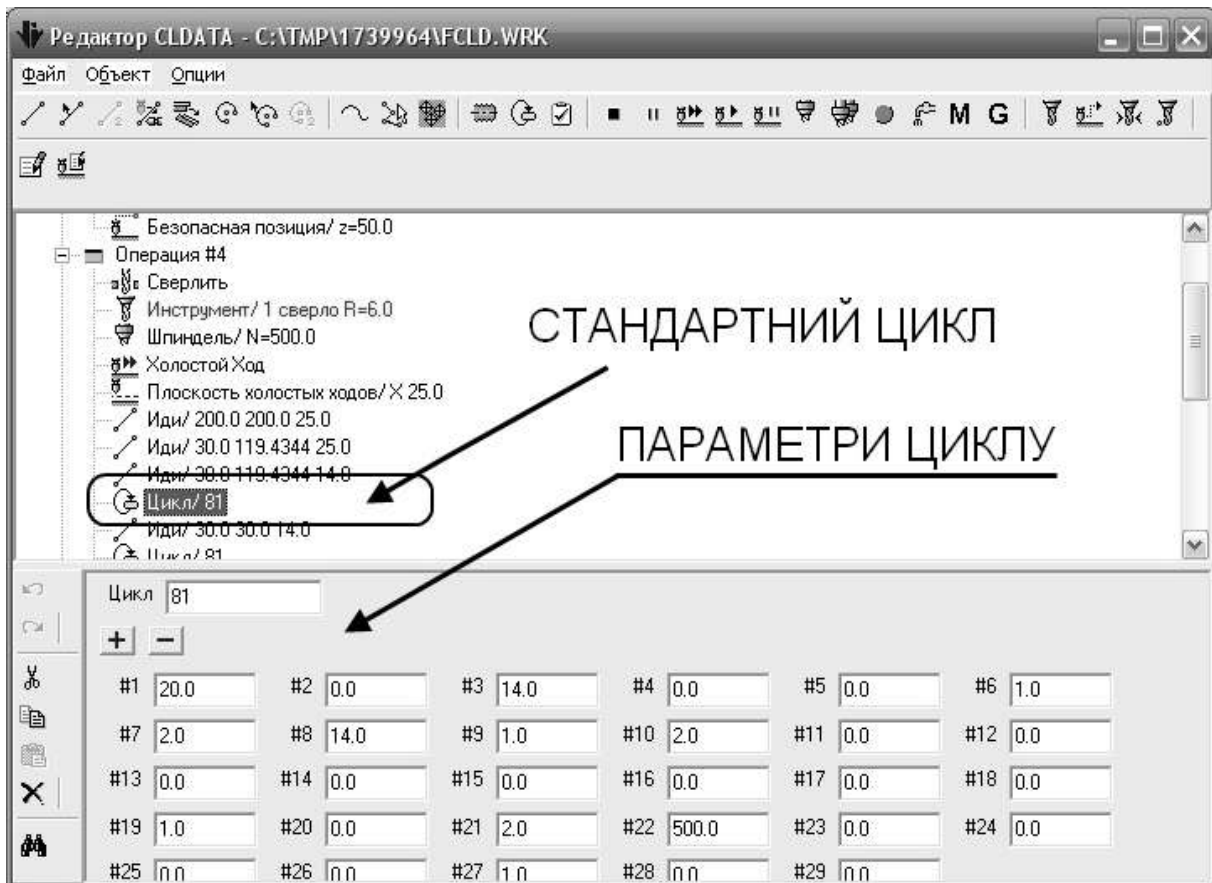 Редактор CLDATA - C:\TMP\1739964\FCLD.WRK
Файл Объект Опции
M G
Безопасная позиция/ z=50.0
Операция #4
Сверлить
Инструмент/ 1 сверло R=6.0
Шпиндель/ N=500.0
СТАНДАРТНИЙ ЦИКЛ
Холостой Ход
Плоскость холостых ходов/ X 25.0
Иди/ 200.0 200.0 25.0
Иди/ 30.0 119.4344 25.0
ПАРАМЕТРИ ЦИКЛУ
Иди/ 30.0 119.4344 14.0
Цикл/ 81
Иди/ 30.0 30.0 14.0
Цикл/ 81
Цикл 81
+ −
#1 20.0 #2 0.0 #3 14.0 #4 0.0 #5 0.0 #6 1.0
#7 2.0 #8 14.0 #9 1.0 #10 2.0 #11 0.0 #12 0.0
#13 0.0 #14 0.0 #15 0.0 #16 0.0 #17 0.0 #18 0.0
#19 1.0 #20 0.0 #21 2.0 #22 500.0 #23 0.0 #24 0.0
#25 0.0 #26 0.0 #27 1.0 #28 0.0 #29 0.0